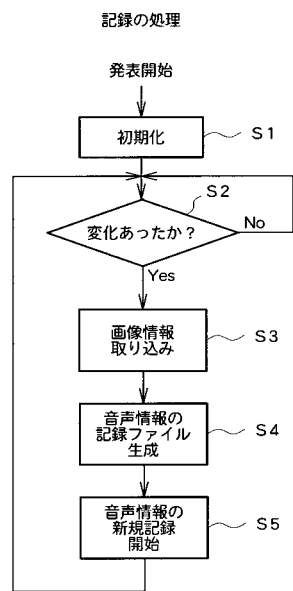 記録の処理
発表開始
初期化
S1
S2
変化あったか?
No
Yes
画像情報
取り込み
S3
音声情報の
記録ファイル
生成
S4
音声情報の
新規記録
開始
S5